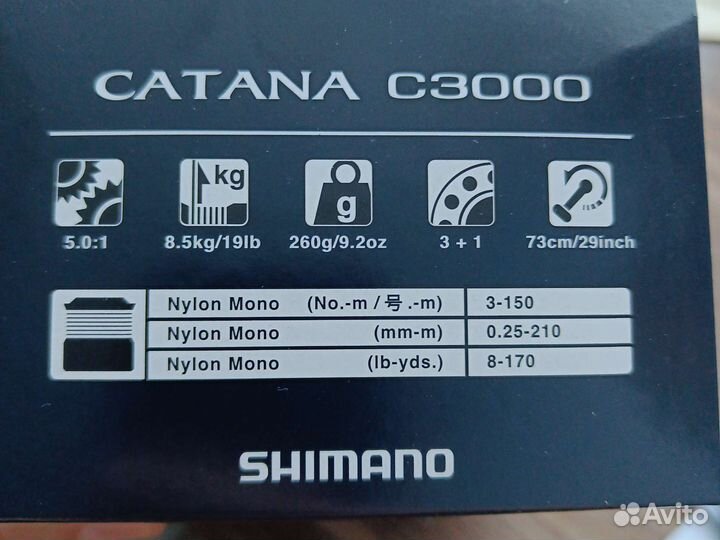 CATANA C3000
kg g
5.0:1 8.5kg/19lb 260g/9.2oz 3 + 1 73cm/29inch
Nylon Mono (No.-m / 号.-m) 3-150
Nylon Mono (mm-m) 0.25-210
Nylon Mono (lb-yds.) 8-170
SHIMANO
Avito